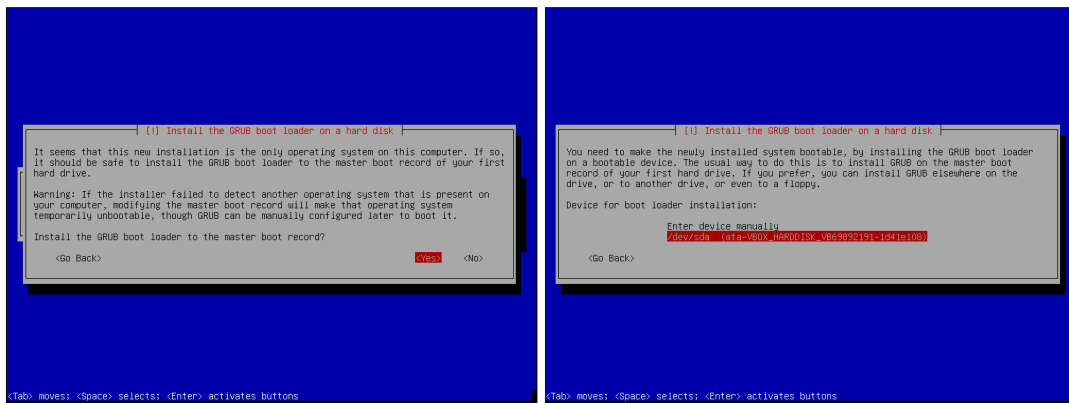 [!] Install the GRUB boot loader on a hard disk
It seems that this new installation is the only operating system on this computer. If so,
it should be safe to install the GRUB boot loader to the master boot record of your first
hard drive.
Warning: If the installer failed to detect another operating system that is present on
your computer, modifying the master boot record will make that operating system
temporarily unbootable, though GRUB can be manually configured later to boot it.
Install the GRUB boot loader to the master boot record?
<Go Back> <Yes> <No>
<Tab> moves; <Space> selects; <Enter> activates buttons
[!] Install the GRUB boot loader on a hard disk
You need to make the newly installed system bootable, by installing the GRUB boot loader
on a bootable device. The usual way to do this is to install GRUB on the master boot
record of your first hard drive. If you prefer, you can install GRUB elsewhere on the
drive, or to another drive, or even to a floppy.
Device for boot loader installation:
Enter device manually
/dev/sda (ata-VBOX_HARDDISK_VB69892191-1d41e108)
<Go Back>
<Tab> moves; <Space> selects; <Enter> activates buttons